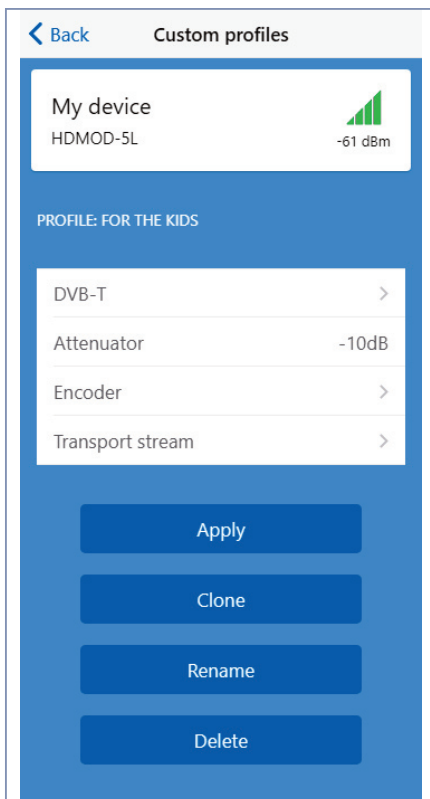 Back Custom profiles
My device
HDMOD-5L -61 dBm
PROFILE: FOR THE KIDS
DVB-T
Attenuator -10dB
Encoder
Transport stream
Apply
Clone
Rename
Delete